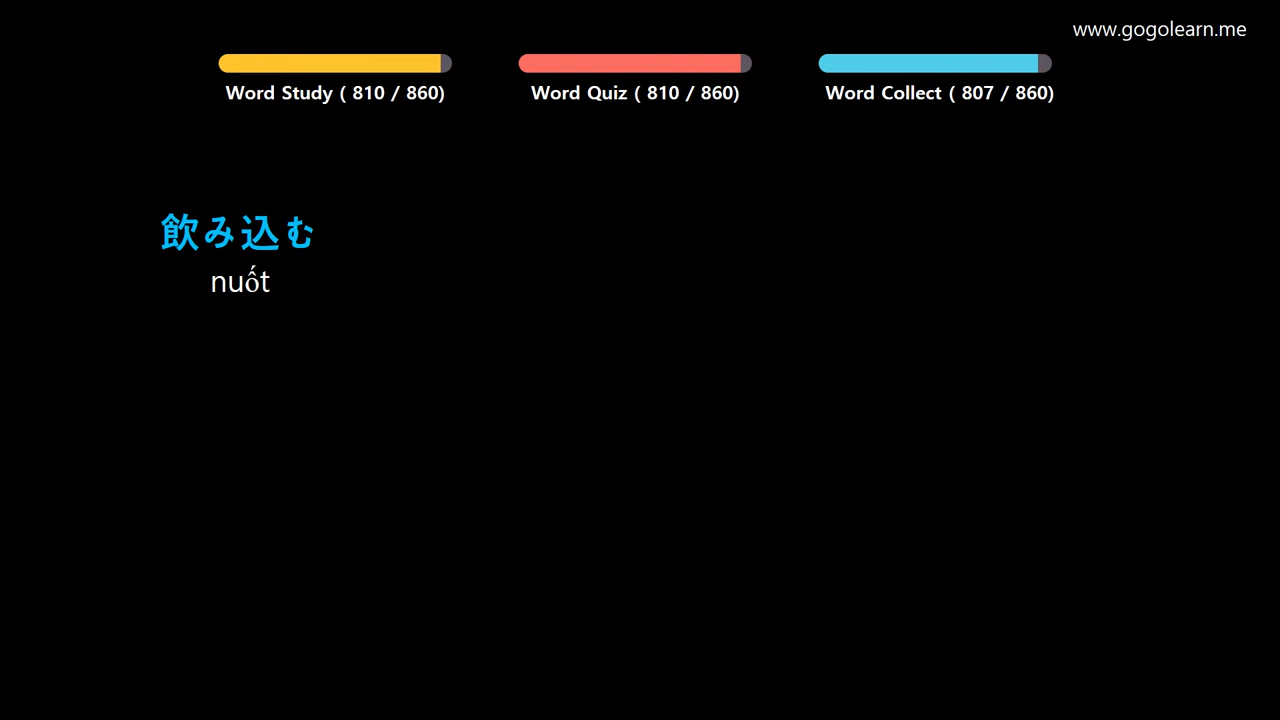 www.gogolearn.me
Word Study ( 810 / 860)
Word Quiz ( 810 / 860)
Word Collect ( 807 / 860)
飲み込む
nuốt